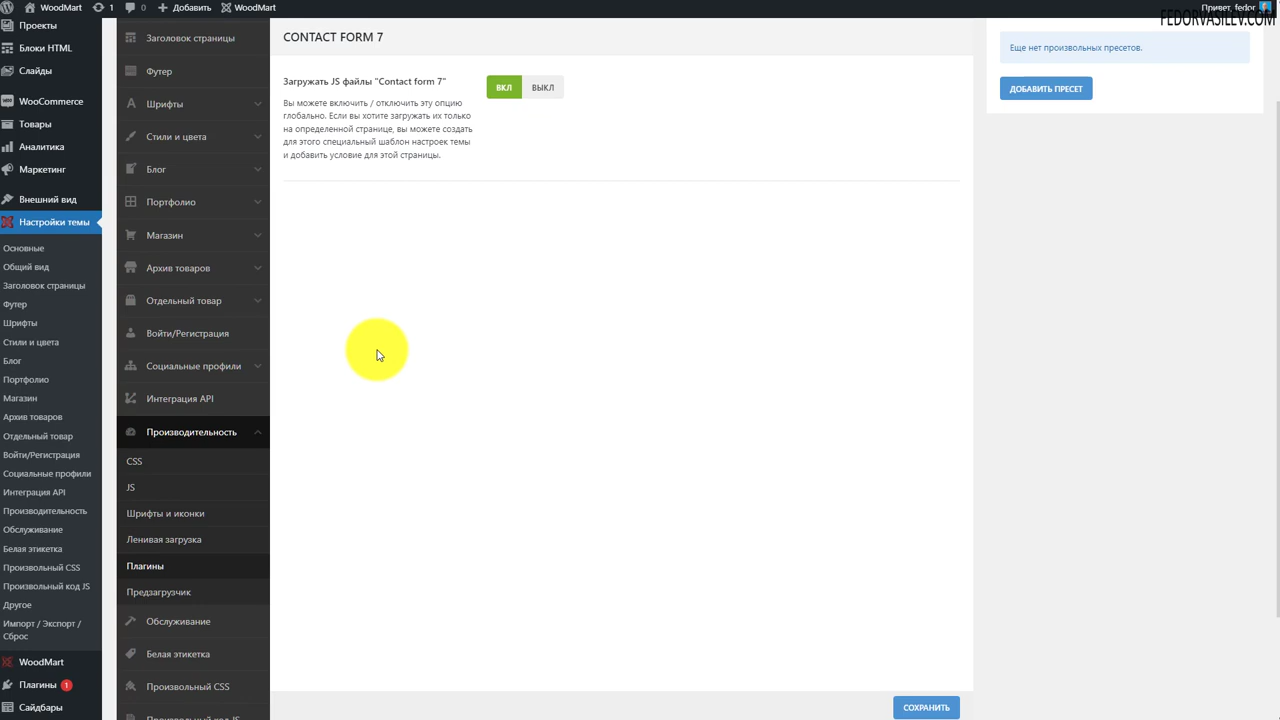 WoodMart
1
0
Добавить
WoodMart
Привет, fedor
FEDORVASILEV.COM
Проекты
Блоки HTML
Слайды
WooCommerce
Товары
Аналитика
Маркетинг
Внешний вид
Настройки темы
Основные
Общий вид
Заголовок страницы
Футер
Шрифты
Стили и цвета
Блог
Портфолио
Магазин
Архив товаров
Отдельный товар
Войти/Регистрация
Социальные профили
Интеграция API
Производительность
Обслуживание
Белая этикетка
Произвольный CSS
Произвольный код JS
Другое
Импорт / Экспорт /
Сброс
WoodMart
Плагины 1
Сайдбары
Заголовок страницы
Футер
Шрифты
Стили и цвета
Блог
Портфолио
Магазин
Архив товаров
Отдельный товар
Войти/Регистрация
Социальные профили
Интеграция API
Производительность
CSS
JS
Шрифты и иконки
Ленивая загрузка
Плагины
Предзагрузчик
Обслуживание
Белая этикетка
Произвольный CSS
Произвольный код JS
CONTACT FORM 7
Загружать JS файлы "Contact form 7"
ВКЛ
ВЫКЛ
Вы можете включить / отключить эту опцию
глобально. Если вы хотите загружать их только
на определенной странице, вы можете создать
для этого специальный шаблон настроек темы
и добавить условие для этой страницы.
СОХРАНИТЬ
Еще нет произвольных пресетов.
ДОБАВИТЬ ПРЕСЕТ